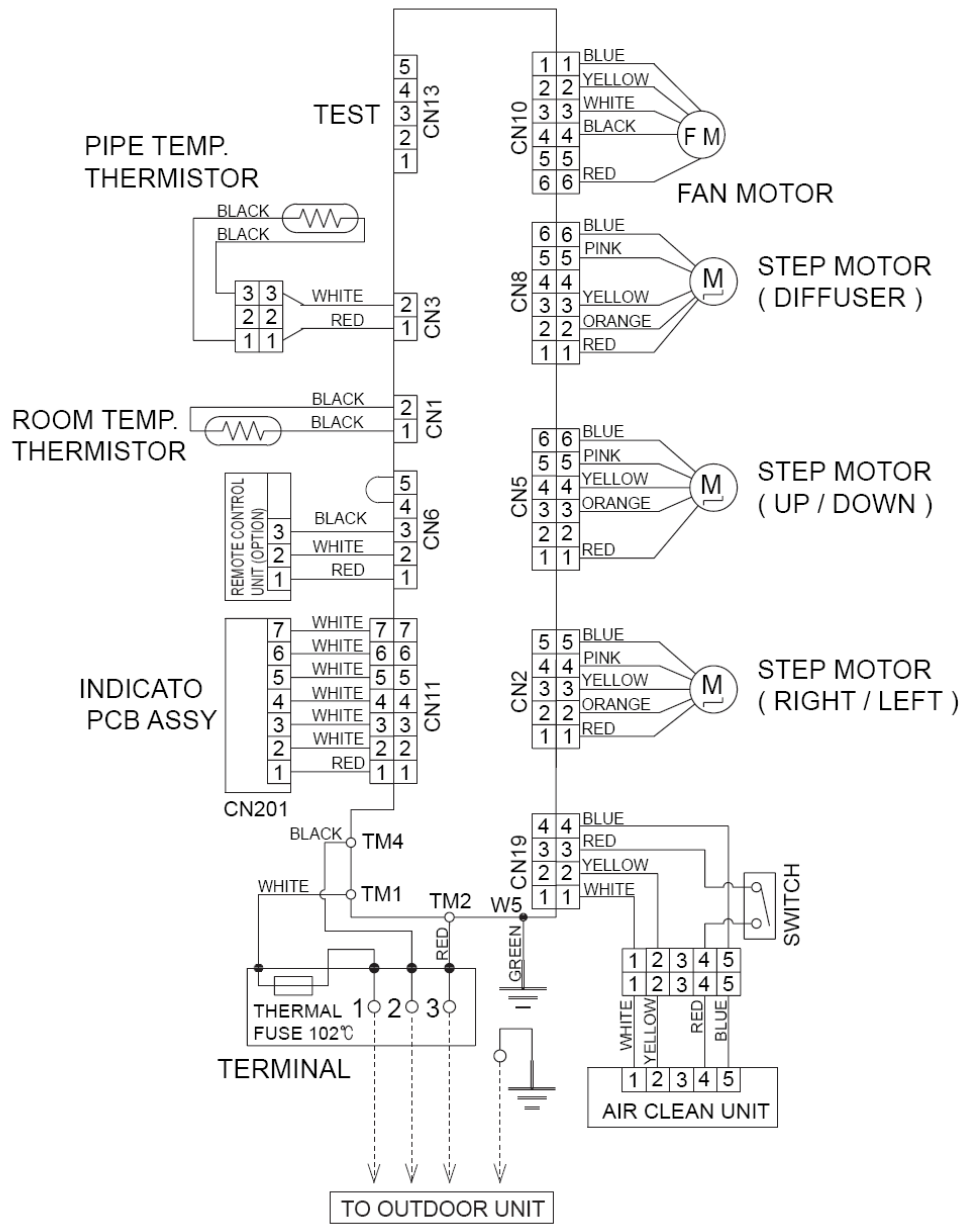 TEST
5
4
3
2
1
CN13
PIPE TEMP.
THERMISTOR
BLACK
BLACK
3 3
2 2
1 1
WHITE
RED
2
1
CN3
ROOM TEMP.
THERMISTOR
BLACK
BLACK
2
1
CN1
REMOTE CONTROL
UNIT (OPTION)
3
2
1
BLACK
WHITE
RED
5
4
3
2
1
CN6
INDICATO
PCB ASSY
7
6
5
4
3
2
1
CN201
WHITE
WHITE
WHITE
WHITE
WHITE
WHITE
RED
7 7
6 6
5 5
4 4
3 3
2 2
1 1
CN11
BLACK
TM4
WHITE
TM1
TM2
W5
RED
GREEN
THERMAL
FUSE 102℃
1
2
3
TERMINAL
TO OUTDOOR UNIT
CN10
1 1
2 2
3 3
4 4
5 5
6 6
BLUE
YELLOW
WHITE
BLACK
RED
F M
FAN MOTOR
CN8
6 6
5 5
4 4
3 3
2 2
1 1
BLUE
PINK
YELLOW
ORANGE
RED
M
STEP MOTOR
( DIFFUSER )
CN5
6 6
5 5
4 4
3 3
2 2
1 1
BLUE
PINK
YELLOW
ORANGE
RED
M
STEP MOTOR
( UP / DOWN )
CN2
5 5
4 4
3 3
2 2
1 1
BLUE
PINK
YELLOW
ORANGE
RED
M
STEP MOTOR
( RIGHT / LEFT )
CN19
4 4
3 3
2 2
1 1
BLUE
RED
YELLOW
WHITE
SWITCH
1 2 3 4 5
1 2 3 4 5
WHITE
YELLOW
RED
BLUE
1 2 3 4 5
AIR CLEAN UNIT